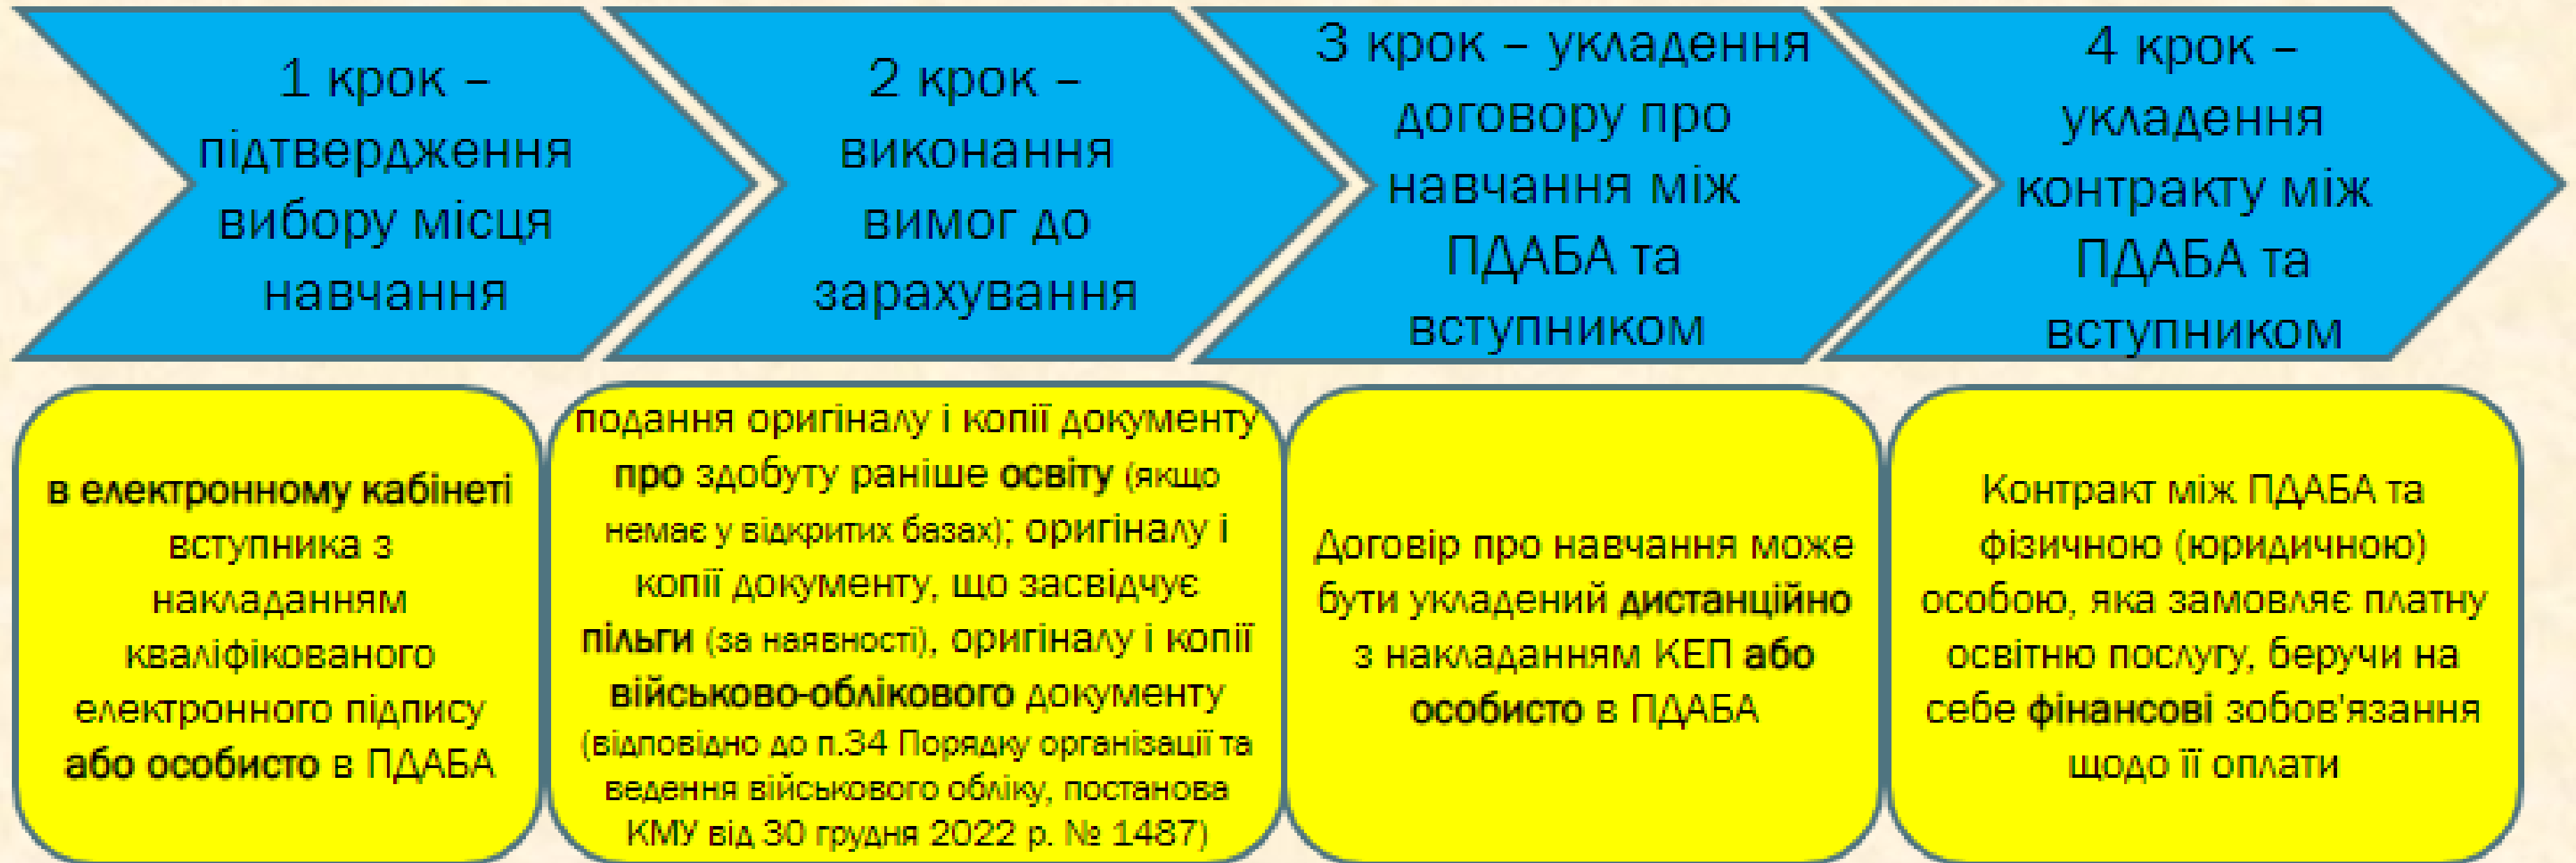 1 крок –
підтвердження
вибору місця
навчання
2 крок –
виконання
вимог до
зарахування
3 крок – укладення
договору про
навчання між
ПДАБА та
вступником
4 крок –
укладення
контракту між
ПДАБА та
вступником
в електронному кабінеті
вступника з
накладанням
кваліфікованого
електронного підпису
або особисто в ПДАБА
подання оригіналу і копії документу
про здобуту раніше освіту (якщо
немає у відкритих базах); оригіналу і
копії документу, що засвідчує
пільги (за наявності), оригіналу і копії
військово-облікового документу
(відповідно до п.34 Порядку організації та
ведення військового обліку, постанова
КМУ від 30 грудня 2022 р. № 1487)
Договір про навчання може
бути укладений дистанційно
з накладанням КЕП або
особисто в ПДАБА
Контракт між ПДАБА та
фізичною (юридичною)
особою, яка замовляє платну
освітню послугу, беручи на
себе фінансові зобов'язання
щодо її оплати